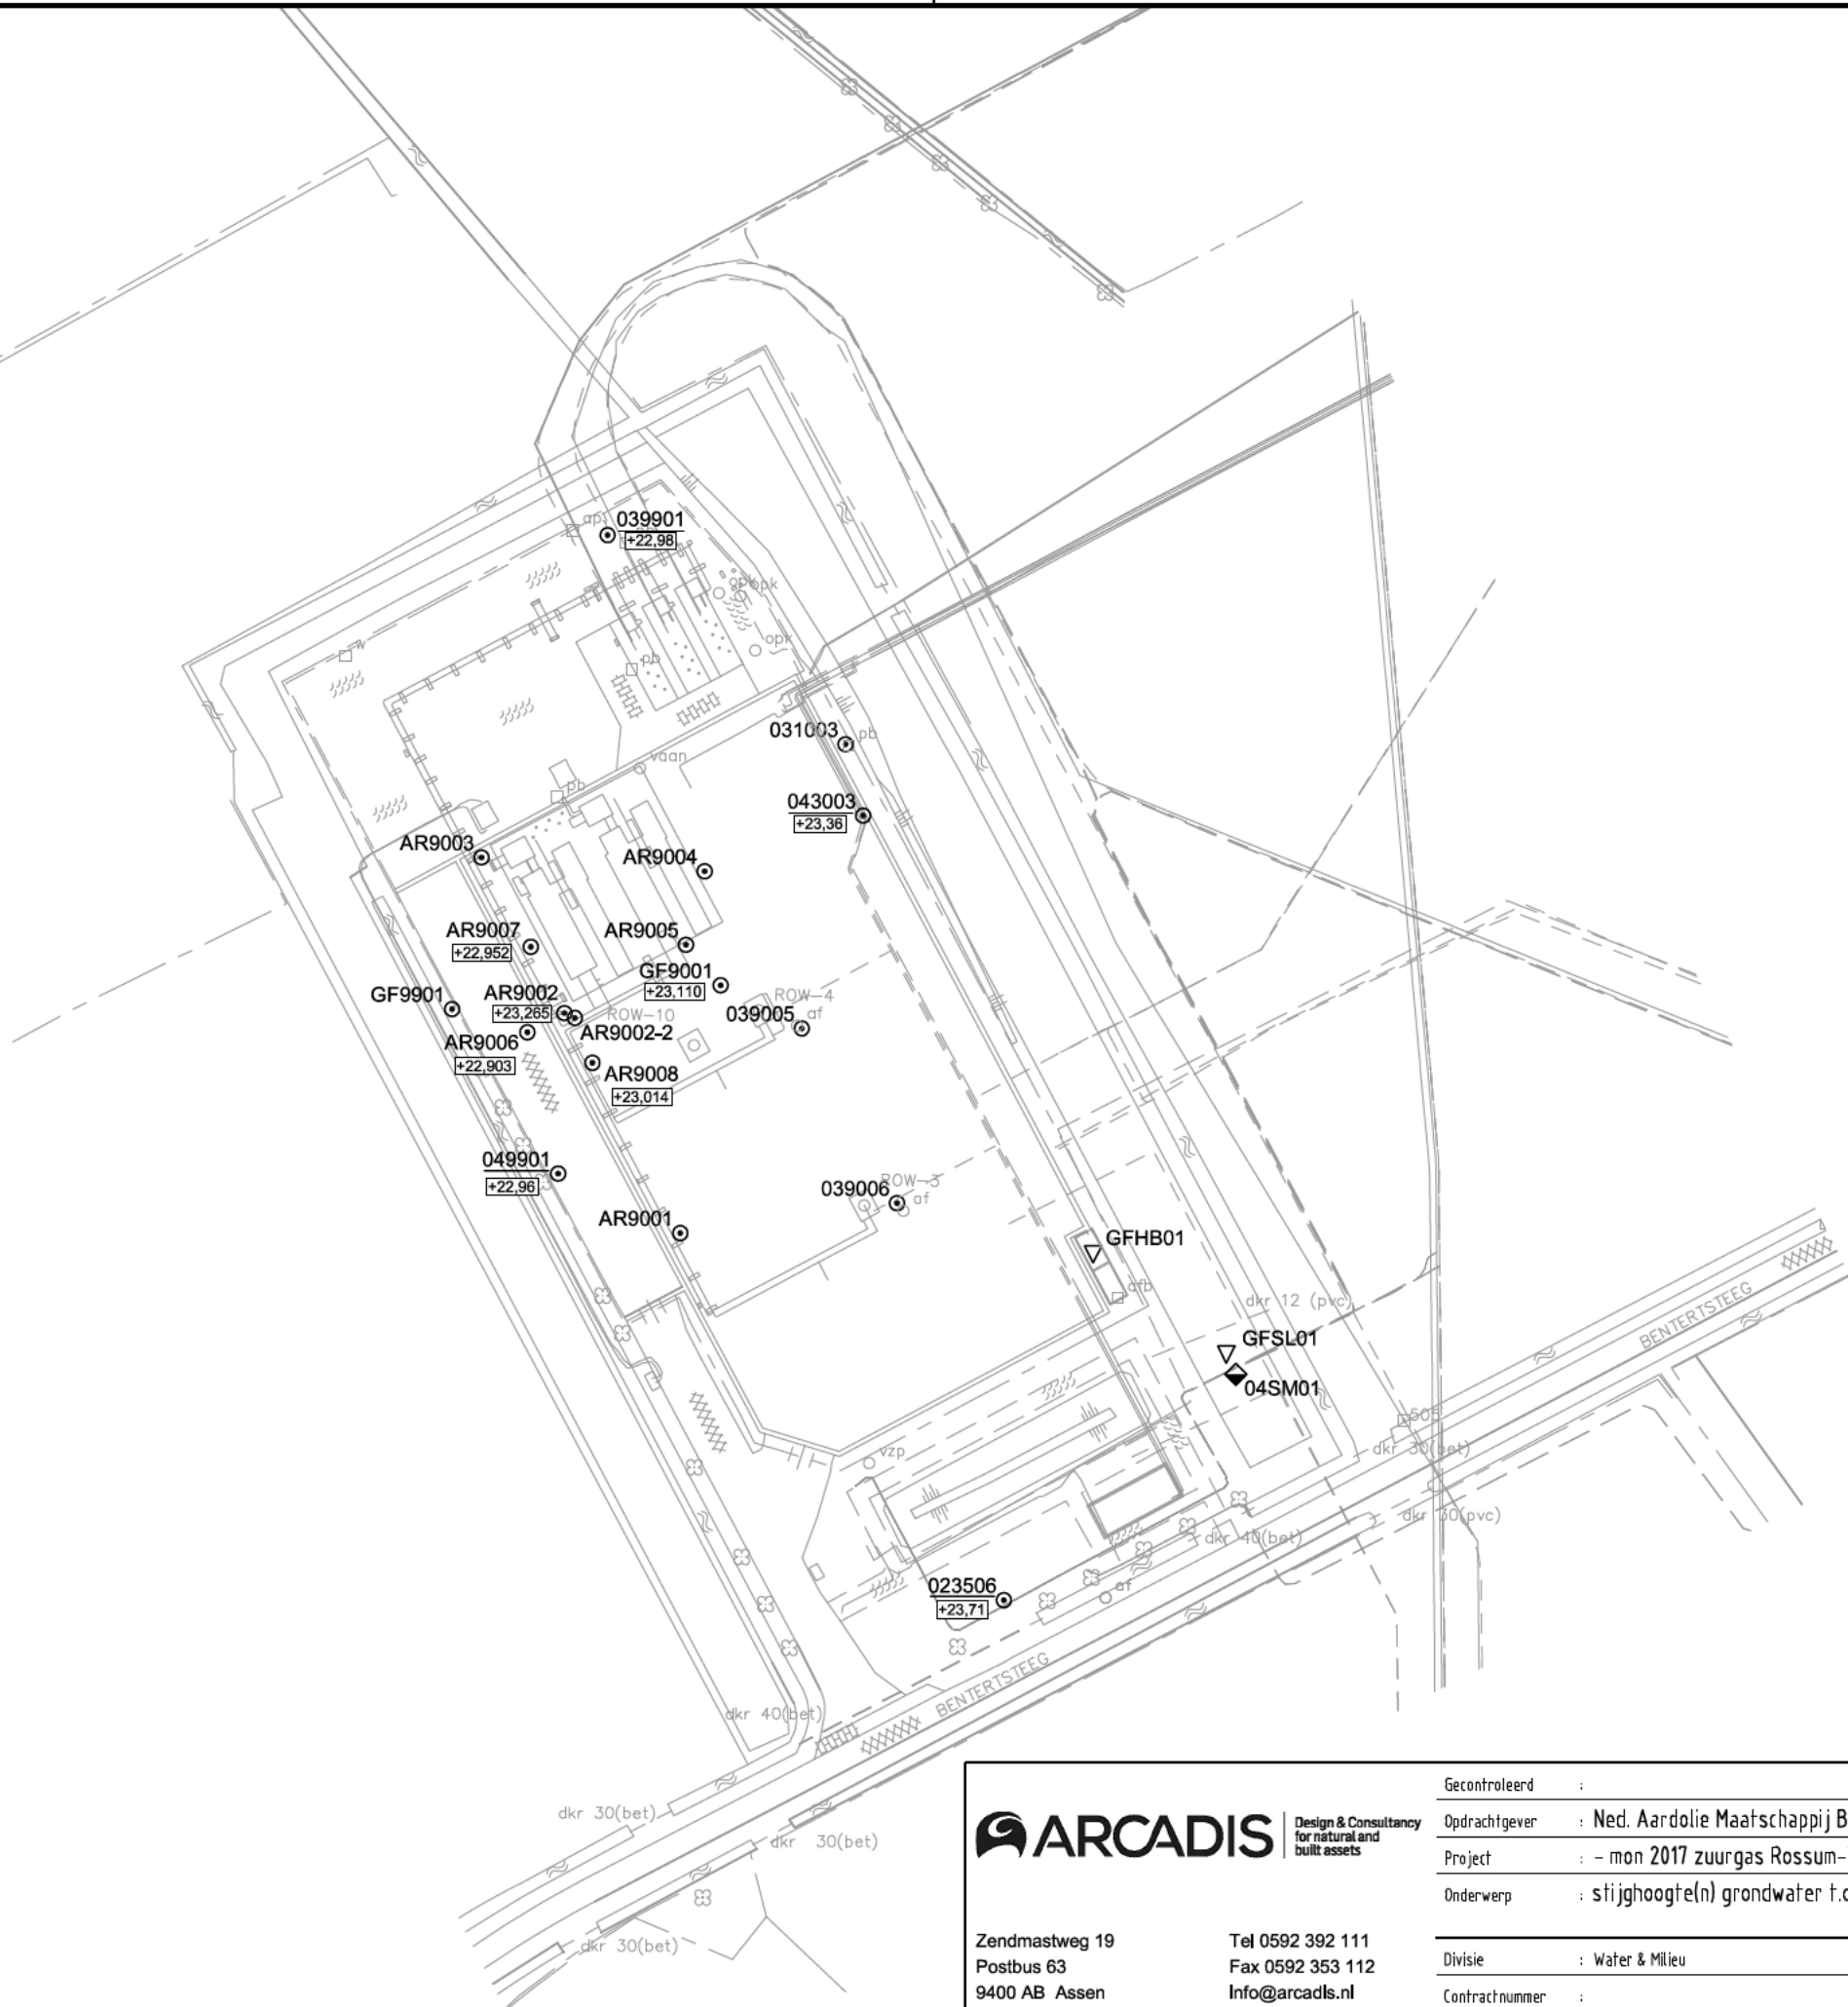 039901
+22,98
ap
opk
opk
w
pb
031003
pb
vaan
043003
+23,36
pb
AR9003
AR9004
AR9007
+22,952
AR9005
GF9001
+23,110
GF9901
AR9002
+23,265
ROW-10
ROW-4
039005
af
AR9002-2
AR9006
+22,903
AR9008
+23,014
049901
+22,96
039006
ROW-3
af
AR9001
GFHB01
afb
dkr 12 (pvc)
GFSL01
04SM01
BENTERTSTEEG
505
dkr 30(bet)
vzp
dkr 30(pvc)
dkr 40(bet)
023506
+23,71
af
BENTERTSTEEG
dkr 40(bet)
dkr 30(bet)
dkr 30(bet)
dkr 30(bet)
ARCADIS
Design & Consultancy
for natural and
built assets
Zendmastweg 19
Postbus 63
9400 AB Assen
Tel 0592 392 111
Fax 0592 353 112
Info@arcadis.nl
Gecontroleerd :
Opdrachtgever : Ned. Aardolie Maatschappij B
Project : - mon 2017 zuurgas Rossum-
Onderwerp : stijghoogte(n) grondwater t.o
Divisie : Water & Milieu
Contractnummer :